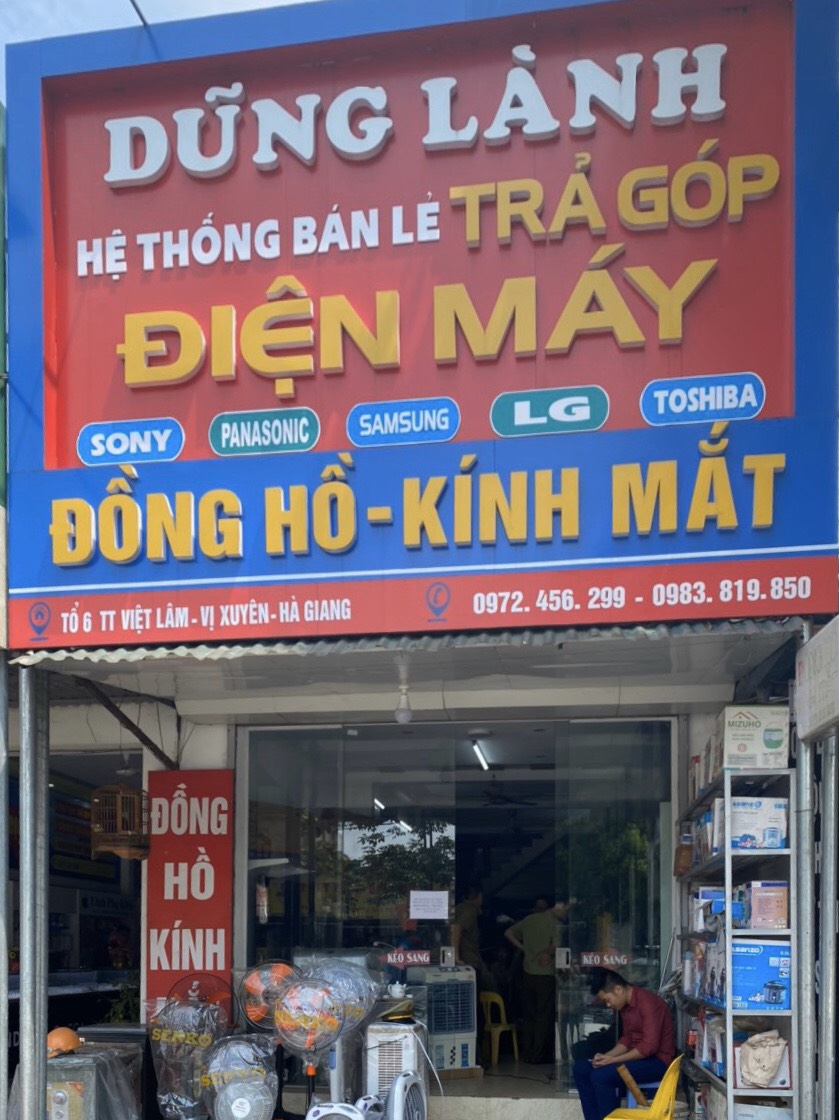 DŨNG LÀNH
HỆ THỐNG BÁN LẺ TRẢ GÓP
ĐIỆN MÁY
SONY PANASONIC SAMSUNG LG TOSHIBA
ĐỒNG HỒ - KÍNH MẮT
TỔ 6 TT VIỆT LÂM - VỊ XUYÊN - HÀ GIANG 0972. 456. 299 - 0983. 819. 850
MIZUHO
ĐỒNG
HỒ
KÍNH
KÉO SANG KÉO SANG
SENKO
SENKO